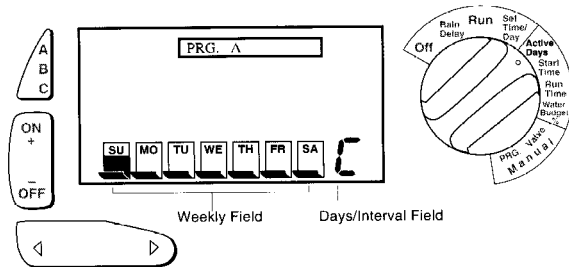 A
B
C
ON
+
−
OFF
PRG. A
SU MO TU WE TH FR SA C
Weekly Field
Days/Interval Field
Off
Rain
Delay
Run
Set
Time/
Day
Active
Days
Start
Time
Run
Time
Water
Budget
%
PRG. Valve
Manual